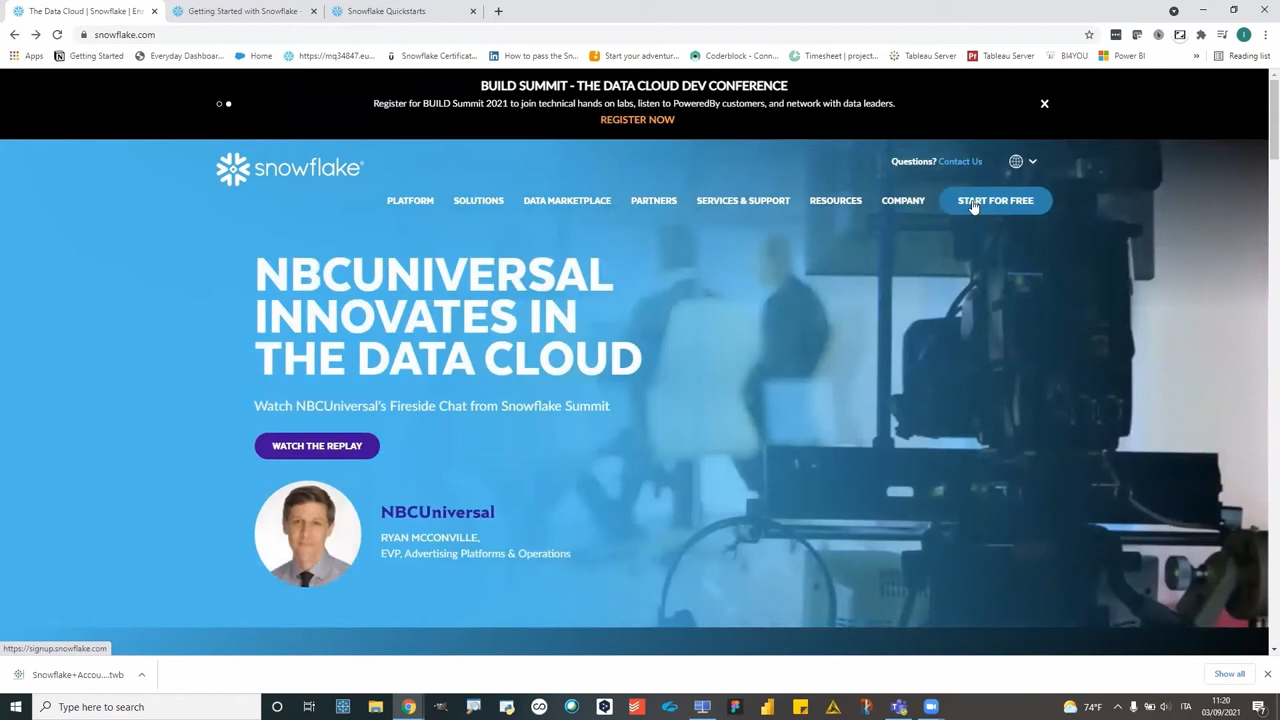 The Data Cloud | Snowflake | Ena
Getting Started with Snowflake -
Snowflake Quickstarts
snowflake.com
Apps
Getting Started
Everyday Dashboar...
Home
https://mq34847.eu...
Snowflake Certificat...
How to pass the Sn...
Start your adventur...
Coderblock - Conn...
Timesheet | project...
Tableau Server
Tableau Server
BI4YOU
Power BI
»
Reading list
BUILD SUMMIT - THE DATA CLOUD DEV CONFERENCE
Register for BUILD Summit 2021 to join technical hands on labs, listen to PoweredBy customers, and network with data leaders.
REGISTER NOW
snowflake®
Questions? Contact Us
PLATFORM SOLUTIONS DATA MARKETPLACE PARTNERS SERVICES & SUPPORT RESOURCES COMPANY START FOR FREE
NBCUNIVERSAL
INNOVATES IN
THE DATA CLOUD
Watch NBCUniversal's Fireside Chat from Snowflake Summit
WATCH THE REPLAY
NBCUniversal
RYAN MCCONVILLE,
EVP, Advertising Platforms & Operations
https://signup.snowflake.com
Snowflake+Accou....twb
Show all
Type here to search
74°F
ITA
11:20
03/09/2021